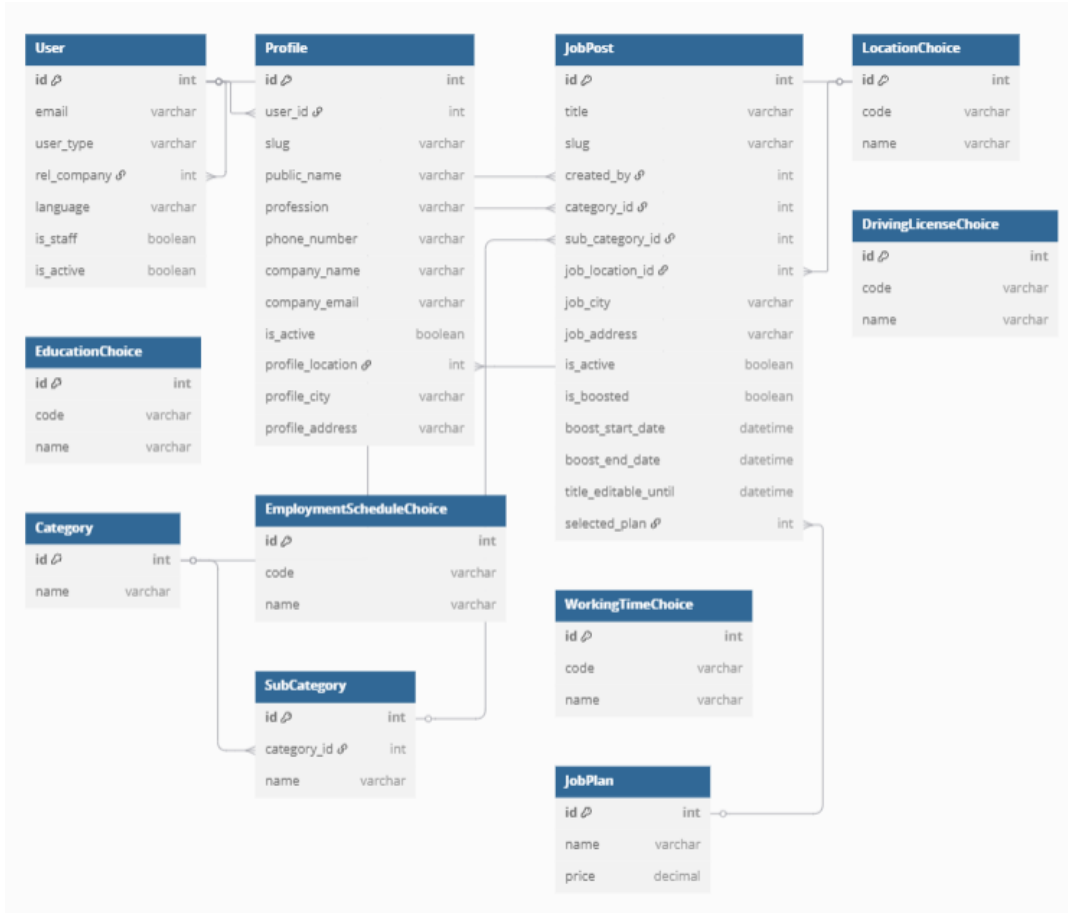 User
id int
email varchar
user_type varchar
rel_company int
language varchar
is_staff boolean
is_active boolean
Profile
id int
user_id int
slug varchar
public_name varchar
profession varchar
phone_number varchar
company_name varchar
company_email varchar
is_active boolean
profile_location int
profile_city varchar
profile_address varchar
JobPost
id int
title varchar
slug varchar
created_by int
category_id int
sub_category_id int
job_location_id int
job_city varchar
job_address varchar
is_active boolean
is_boosted boolean
boost_start_date datetime
boost_end_date datetime
title_editable_until datetime
selected_plan int
LocationChoice
id int
code varchar
name varchar
DrivingLicenseChoice
id int
code varchar
name varchar
EducationChoice
id int
code varchar
name varchar
Category
id int
name varchar
EmploymentScheduleChoice
id int
code varchar
name varchar
SubCategory
id int
category_id int
name varchar
WorkingTimeChoice
id int
code varchar
name varchar
JobPlan
id int
name varchar
price decimal